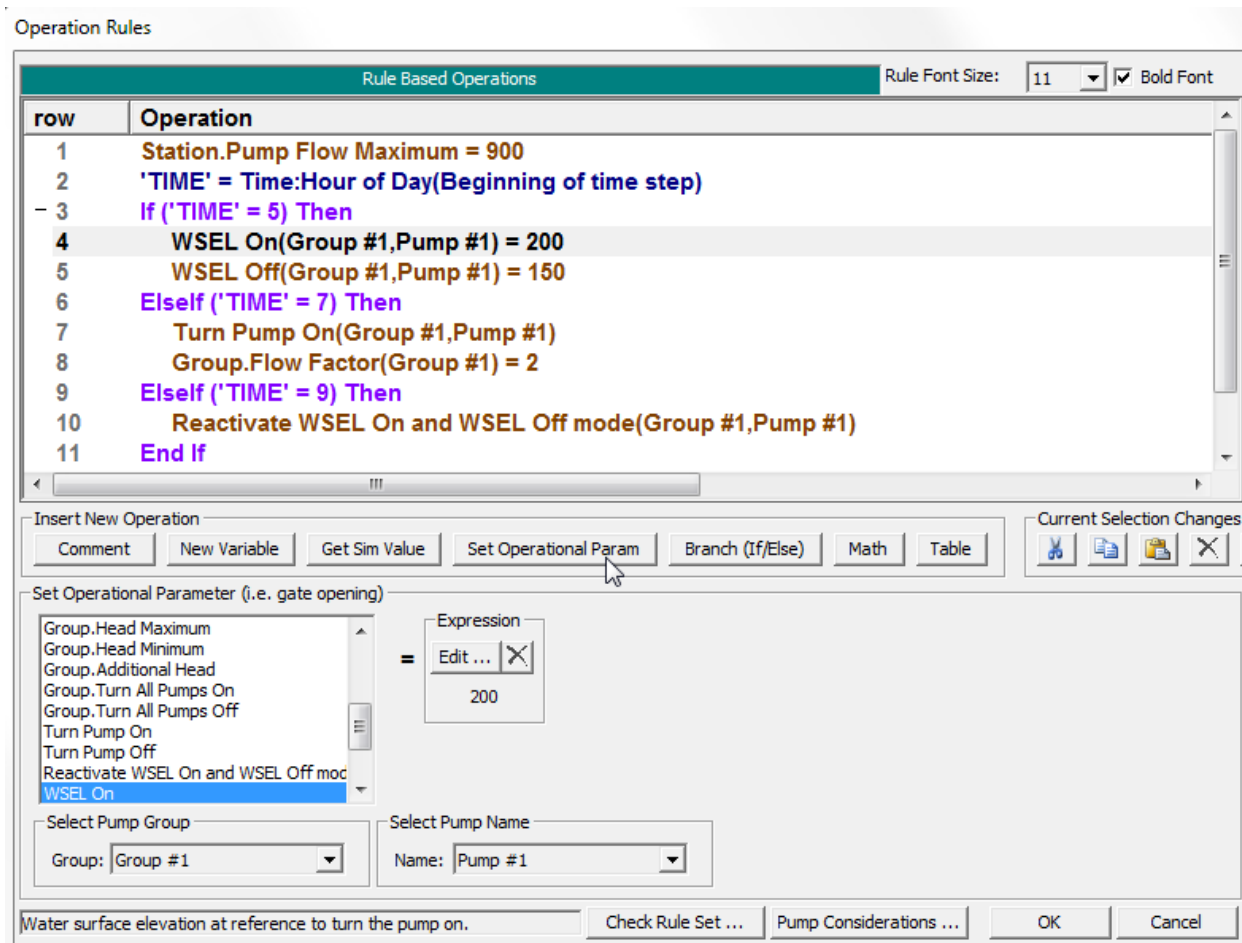 Operation Rules
Rule Based Operations Rule Font Size: 11 Bold Font
row Operation
1 Station.Pump Flow Maximum = 900
2 'TIME' = Time:Hour of Day(Beginning of time step)
3 If ('TIME' = 5) Then
4 WSEL On(Group #1,Pump #1) = 200
5 WSEL Off(Group #1,Pump #1) = 150
6 ElseIf ('TIME' = 7) Then
7 Turn Pump On(Group #1,Pump #1)
8 Group.Flow Factor(Group #1) = 2
9 ElseIf ('TIME' = 9) Then
10 Reactivate WSEL On and WSEL Off mode(Group #1,Pump #1)
11 End If
Insert New Operation Current Selection Changes
Comment New Variable Get Sim Value Set Operational Param Branch (If/Else) Math Table
Set Operational Parameter (i.e. gate opening)
Group.Head Maximum
Group.Head Minimum
Group.Additional Head
Group.Turn All Pumps On
Group.Turn All Pumps Off
Turn Pump On
Turn Pump Off
Reactivate WSEL On and WSEL Off mod
WSEL On
Expression
= Edit ...
200
Select Pump Group Select Pump Name
Group: Group #1 Name: Pump #1
Water surface elevation at reference to turn the pump on. Check Rule Set ... Pump Considerations ... OK Cancel